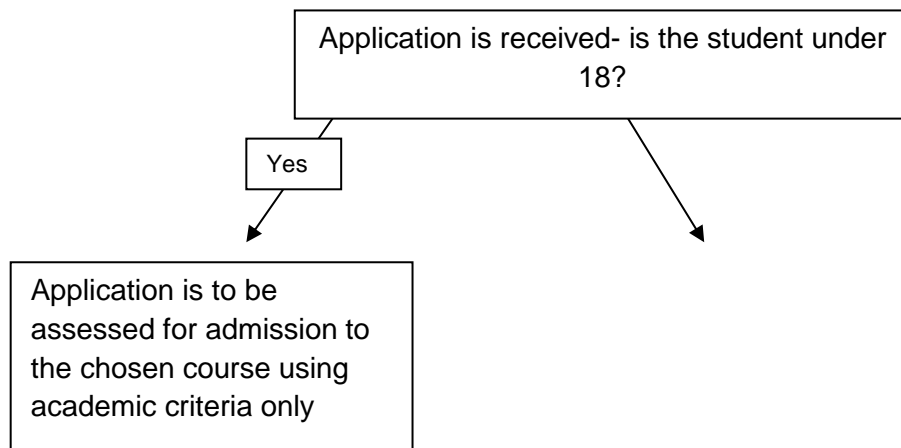 Application is received- is the student under
18?
Yes
Application is to be
assessed for admission to
the chosen course using
academic criteria only